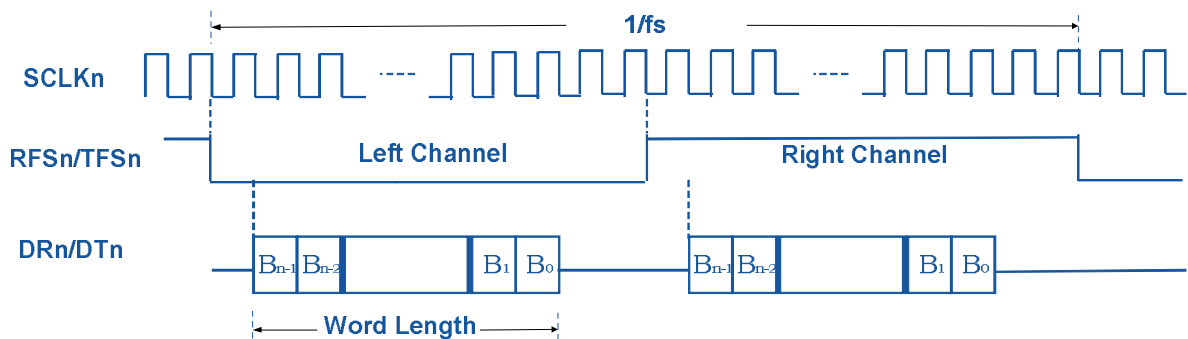 1/fs
SCLKn
RFSn/TFSn
Left Channel
Right Channel
DRn/DTn
Bn-1 Bn-2 B1 B0
Bn-1 Bn-2 B1 B0
Word Length